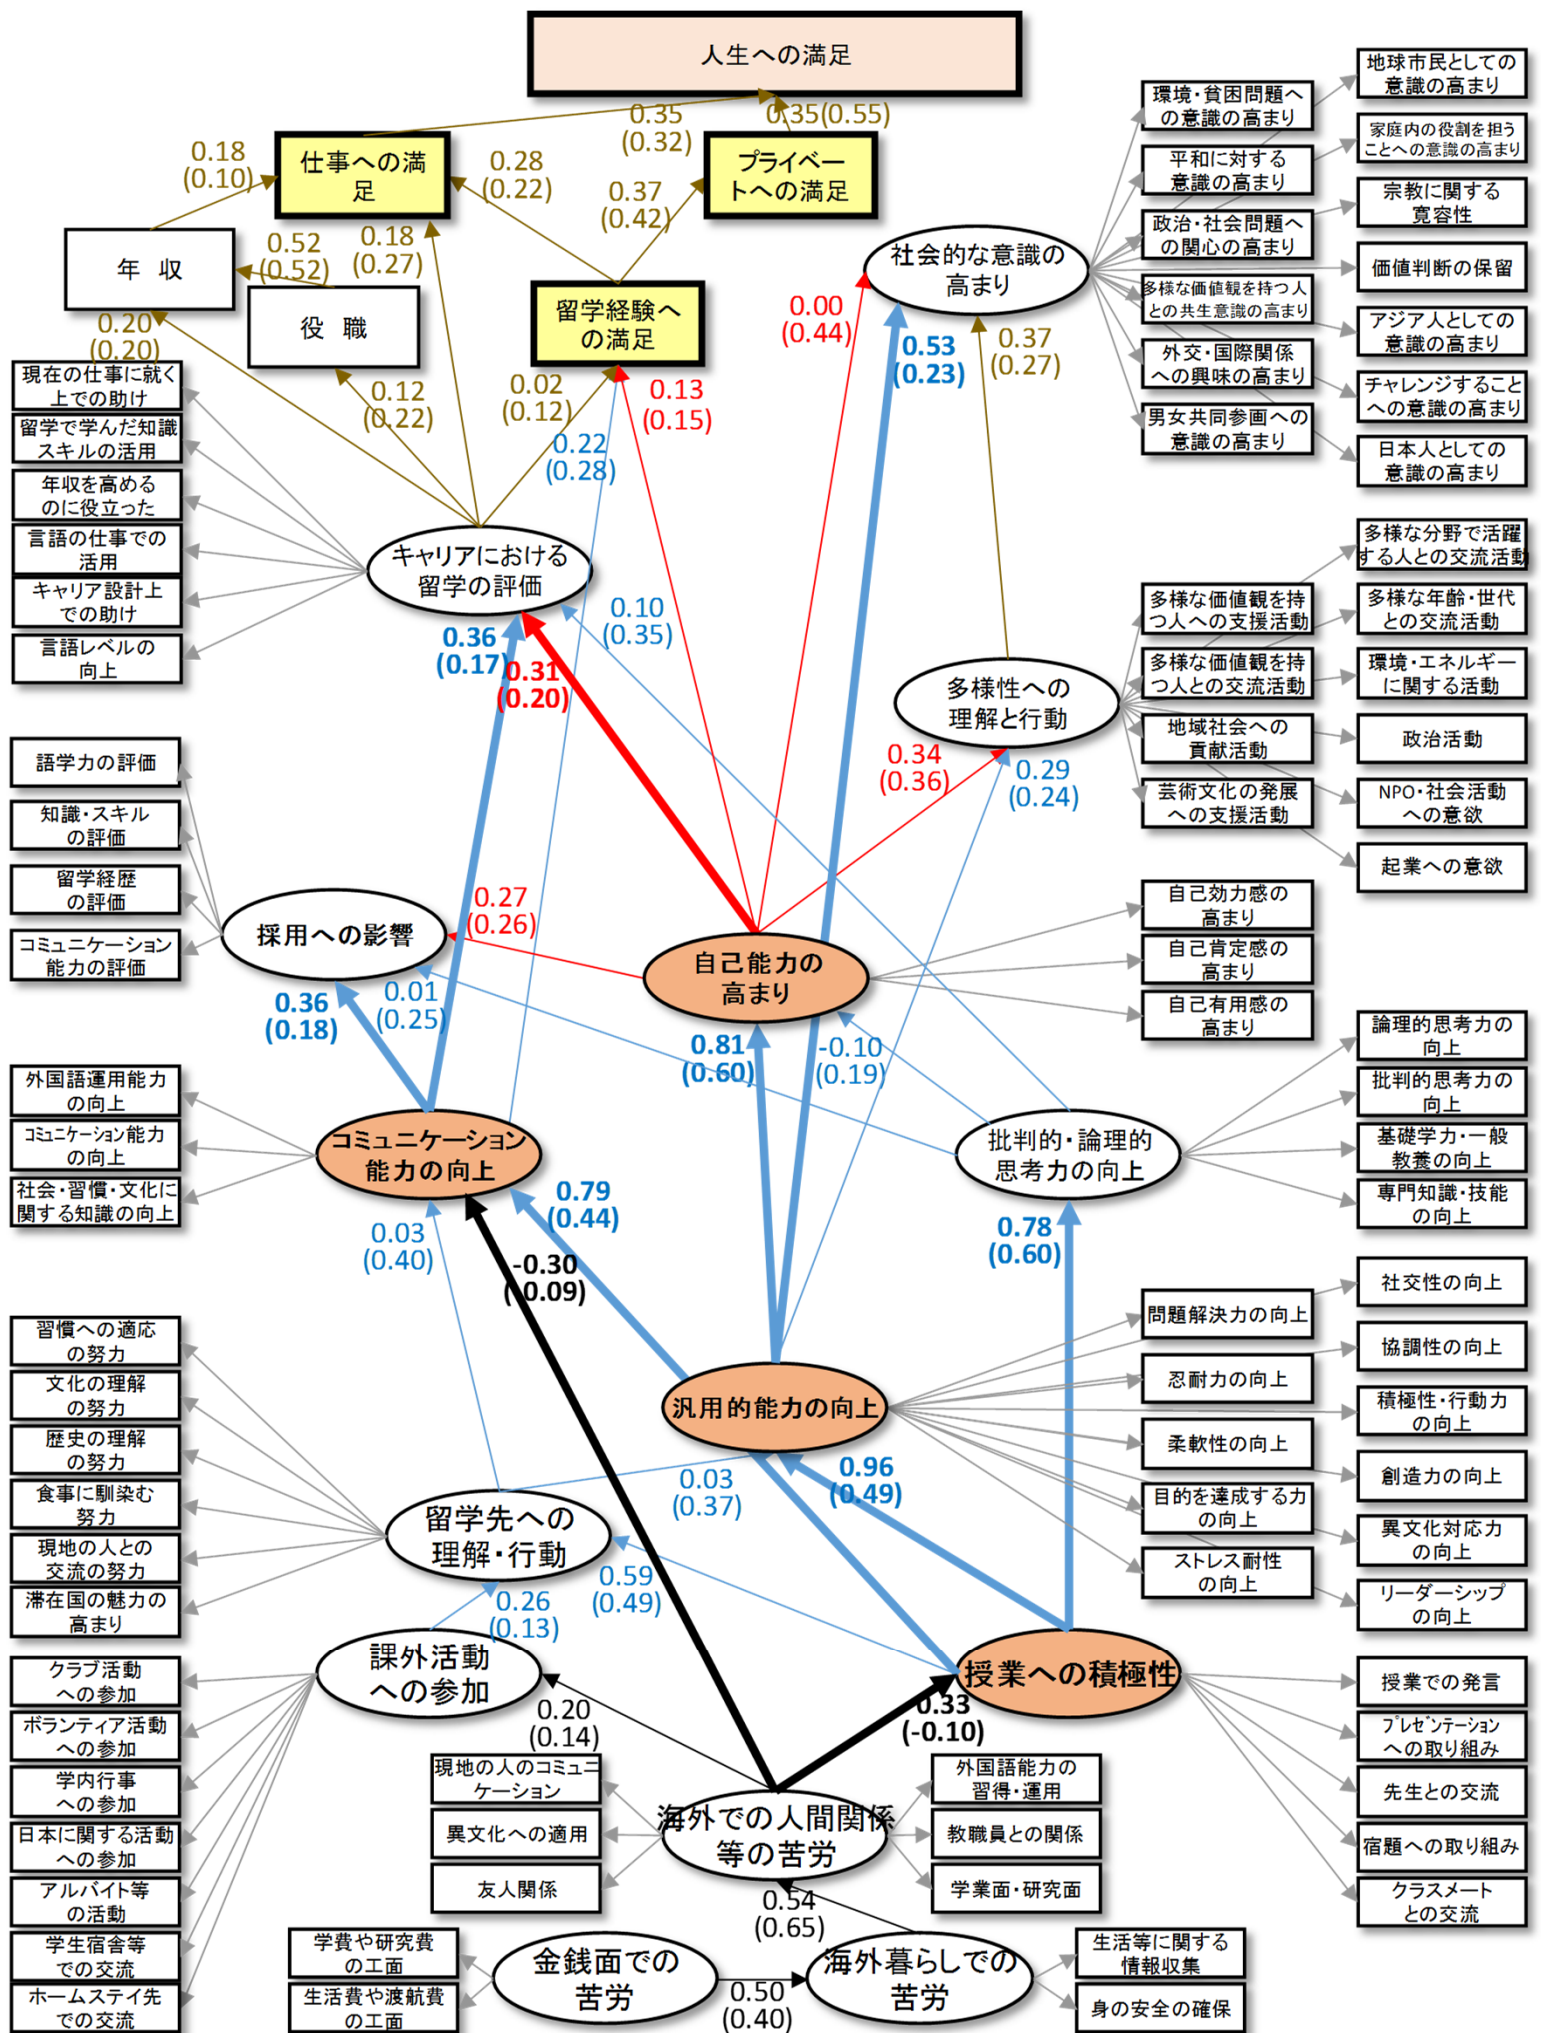 人生への満足
0.35
(0.32)
0.35(0.55)
仕事への満
足
プライベー
トへの満足
0.18
(0.10)
0.28
(0.22)
0.37
(0.42)
年 収
0.52
(0.52)
0.18
(0.27)
役 職
留学経験へ
の満足
0.20
(0.20)
0.12
(0.22)
0.02
(0.12)
0.13
(0.15)
0.22
(0.28)
社会的な意識の
高まり
0.00
(0.44)
0.53
(0.23)
0.37
(0.27)
環境・貧困問題へ
の意識の高まり
平和に対する
意識の高まり
政治・社会問題へ
の関心の高まり
多様な価値観を持つ人
との共生意識の高まり
外交・国際関係
への興味の高まり
男女共同参画への
意識の高まり
地球市民としての
意識の高まり
家庭内の役割を担う
ことへの意識の高まり
宗教に関する
寛容性
価値判断の保留
アジア人としての
意識の高まり
チャレンジすること
への意識の高まり
日本人としての
意識の高まり
現在の仕事に就く
上での助け
留学で学んだ知識
スキルの活用
年収を高める
のに役立った
言語の仕事での
活用
キャリア設計上
での助け
言語レベルの
向上
キャリアにおける
留学の評価
0.36
(0.17)
0.31
(0.20)
0.10
(0.35)
多様性への
理解と行動
0.34
(0.36)
0.29
(0.24)
多様な価値観を持
つ人への支援活動
多様な価値観を持
つ人との交流活動
地域社会への
貢献活動
芸術文化の発展
への支援活動
多様な分野で活躍
する人との交流活動
多様な年齢・世代
との交流活動
環境・エネルギー
に関する活動
政治活動
NPO・社会活動
への意欲
起業への意欲
語学力の評価
知識・スキル
の評価
留学経歴
の評価
コミュニケーション
能力の評価
採用への影響
0.27
(0.26)
0.36
(0.18)
0.01
(0.25)
自己能力の
高まり
自己効力感の
高まり
自己肯定感の
高まり
自己有用感の
高まり
0.81
(0.60)
-0.10
(0.19)
外国語運用能力
の向上
コミュニケーション能力
の向上
社会・習慣・文化に
関する知識の向上
コミュニケーション
能力の向上
0.03
(0.40)
0.79
(0.44)
-0.30
(-0.09)
批判的・論理的
思考力の向上
0.78
(0.60)
論理的思考力の
向上
批判的思考力の
向上
基礎学力・一般
教養の向上
専門知識・技能
の向上
汎用的能力の向上
0.03
(0.37)
0.96
(0.49)
問題解決力の向上
忍耐力の向上
柔軟性の向上
目的を達成する力
の向上
ストレス耐性
の向上
社交性の向上
協調性の向上
積極性・行動力
の向上
創造力の向上
異文化対応力
の向上
リーダーシップ
の向上
習慣への適応
の努力
文化の理解
の努力
歴史の理解
の努力
食事に馴染む
努力
現地の人との
交流の努力
滞在国の魅力の
高まり
留学先への
理解・行動
0.26
(0.13)
0.59
(0.49)
クラブ活動
への参加
ボランティア活動
への参加
学内行事
への参加
日本に関する活動
への参加
アルバイト等
の活動
学生宿舎等
での交流
ホームステイ先
での交流
課外活動
への参加
0.20
(0.14)
授業への積極性
0.33
(-0.10)
授業での発言
プレゼンテーション
への取り組み
先生との交流
宿題への取り組み
クラスメート
との交流
現地の人のコミュニ
ケーション
異文化への適用
友人関係
海外での人間関係
等の苦労
外国語能力の
習得・運用
教職員との関係
学業面・研究面
0.54
(0.65)
学費や研究費
の工面
生活費や渡航費
の工面
金銭面での
苦労
0.50
(0.40)
海外暮らしでの
苦労
生活等に関する
情報収集
身の安全の確保